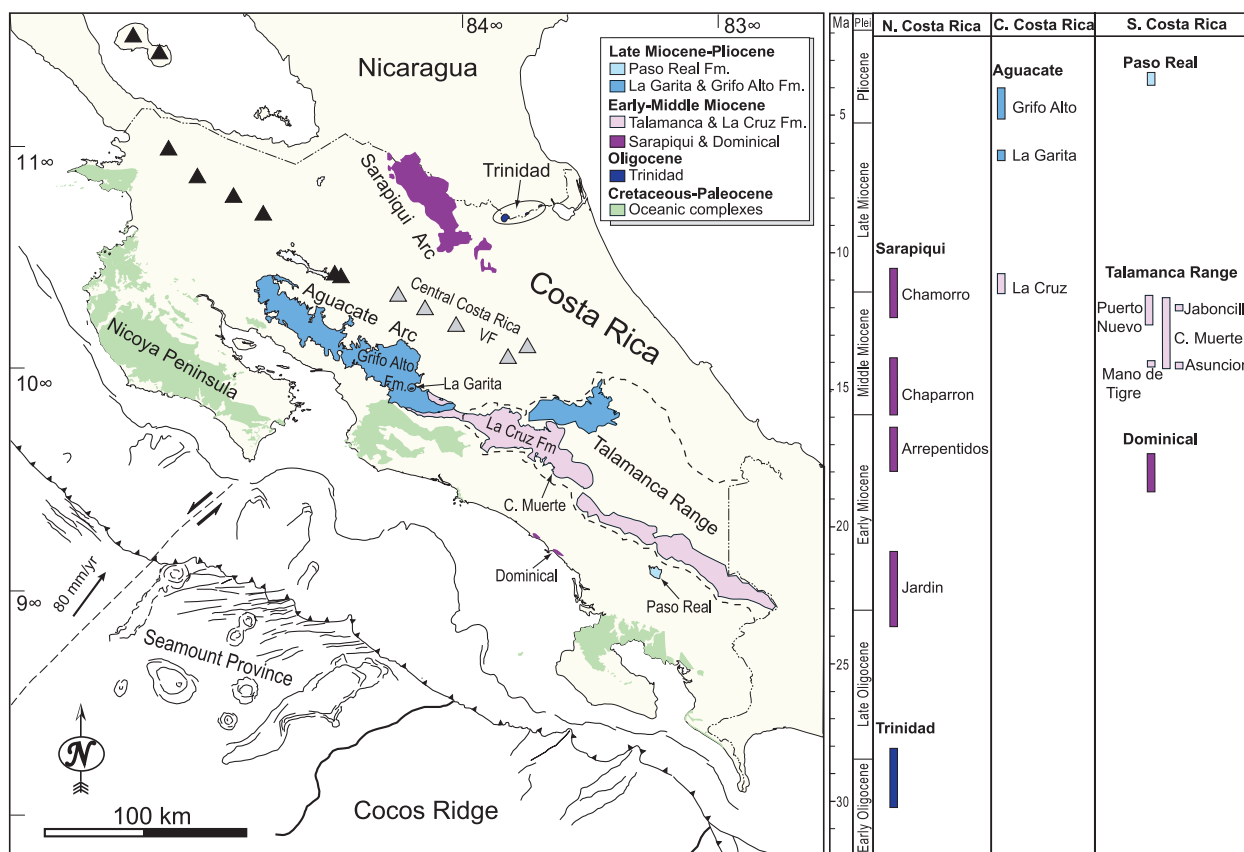 84∞
83∞
11∞
10∞
9∞
Nicaragua
Late Miocene-Pliocene
Paso Real Fm.
La Garita & Grifo Alto Fm.
Early-Middle Miocene
Talamanca & La Cruz Fm.
Sarapiqui & Dominical
Oligocene
Trinidad
Cretaceous-Paleocene
Oceanic complexes
Trinidad
Sarapiqui Arc
Costa Rica
Central Costa Rica
VF
Aguacate Arc
Nicoya Peninsula
Grifo Alto
Fm.
La Garita
La Cruz Fm
Talamanca Range
C. Muerte
Dominical
Paso Real
80 mm/yr
Seamount Province
N
100 km
Cocos Ridge
Ma
Plei
N. Costa Rica
C. Costa Rica
S. Costa Rica
Pliocene
Late Miocene
Middle Miocene
Early Miocene
Late Oligocene
Early Oligocene
5
10
15
20
25
30
Sarapiqui
Chamorro
Chaparron
Arrepentidos
Jardin
Trinidad
Aguacate
Grifo Alto
La Garita
La Cruz
Paso Real
Talamanca Range
Puerto
Nuevo
Jaboncill
C. Muerte
Mano de
Tigre
Asuncion
Dominical